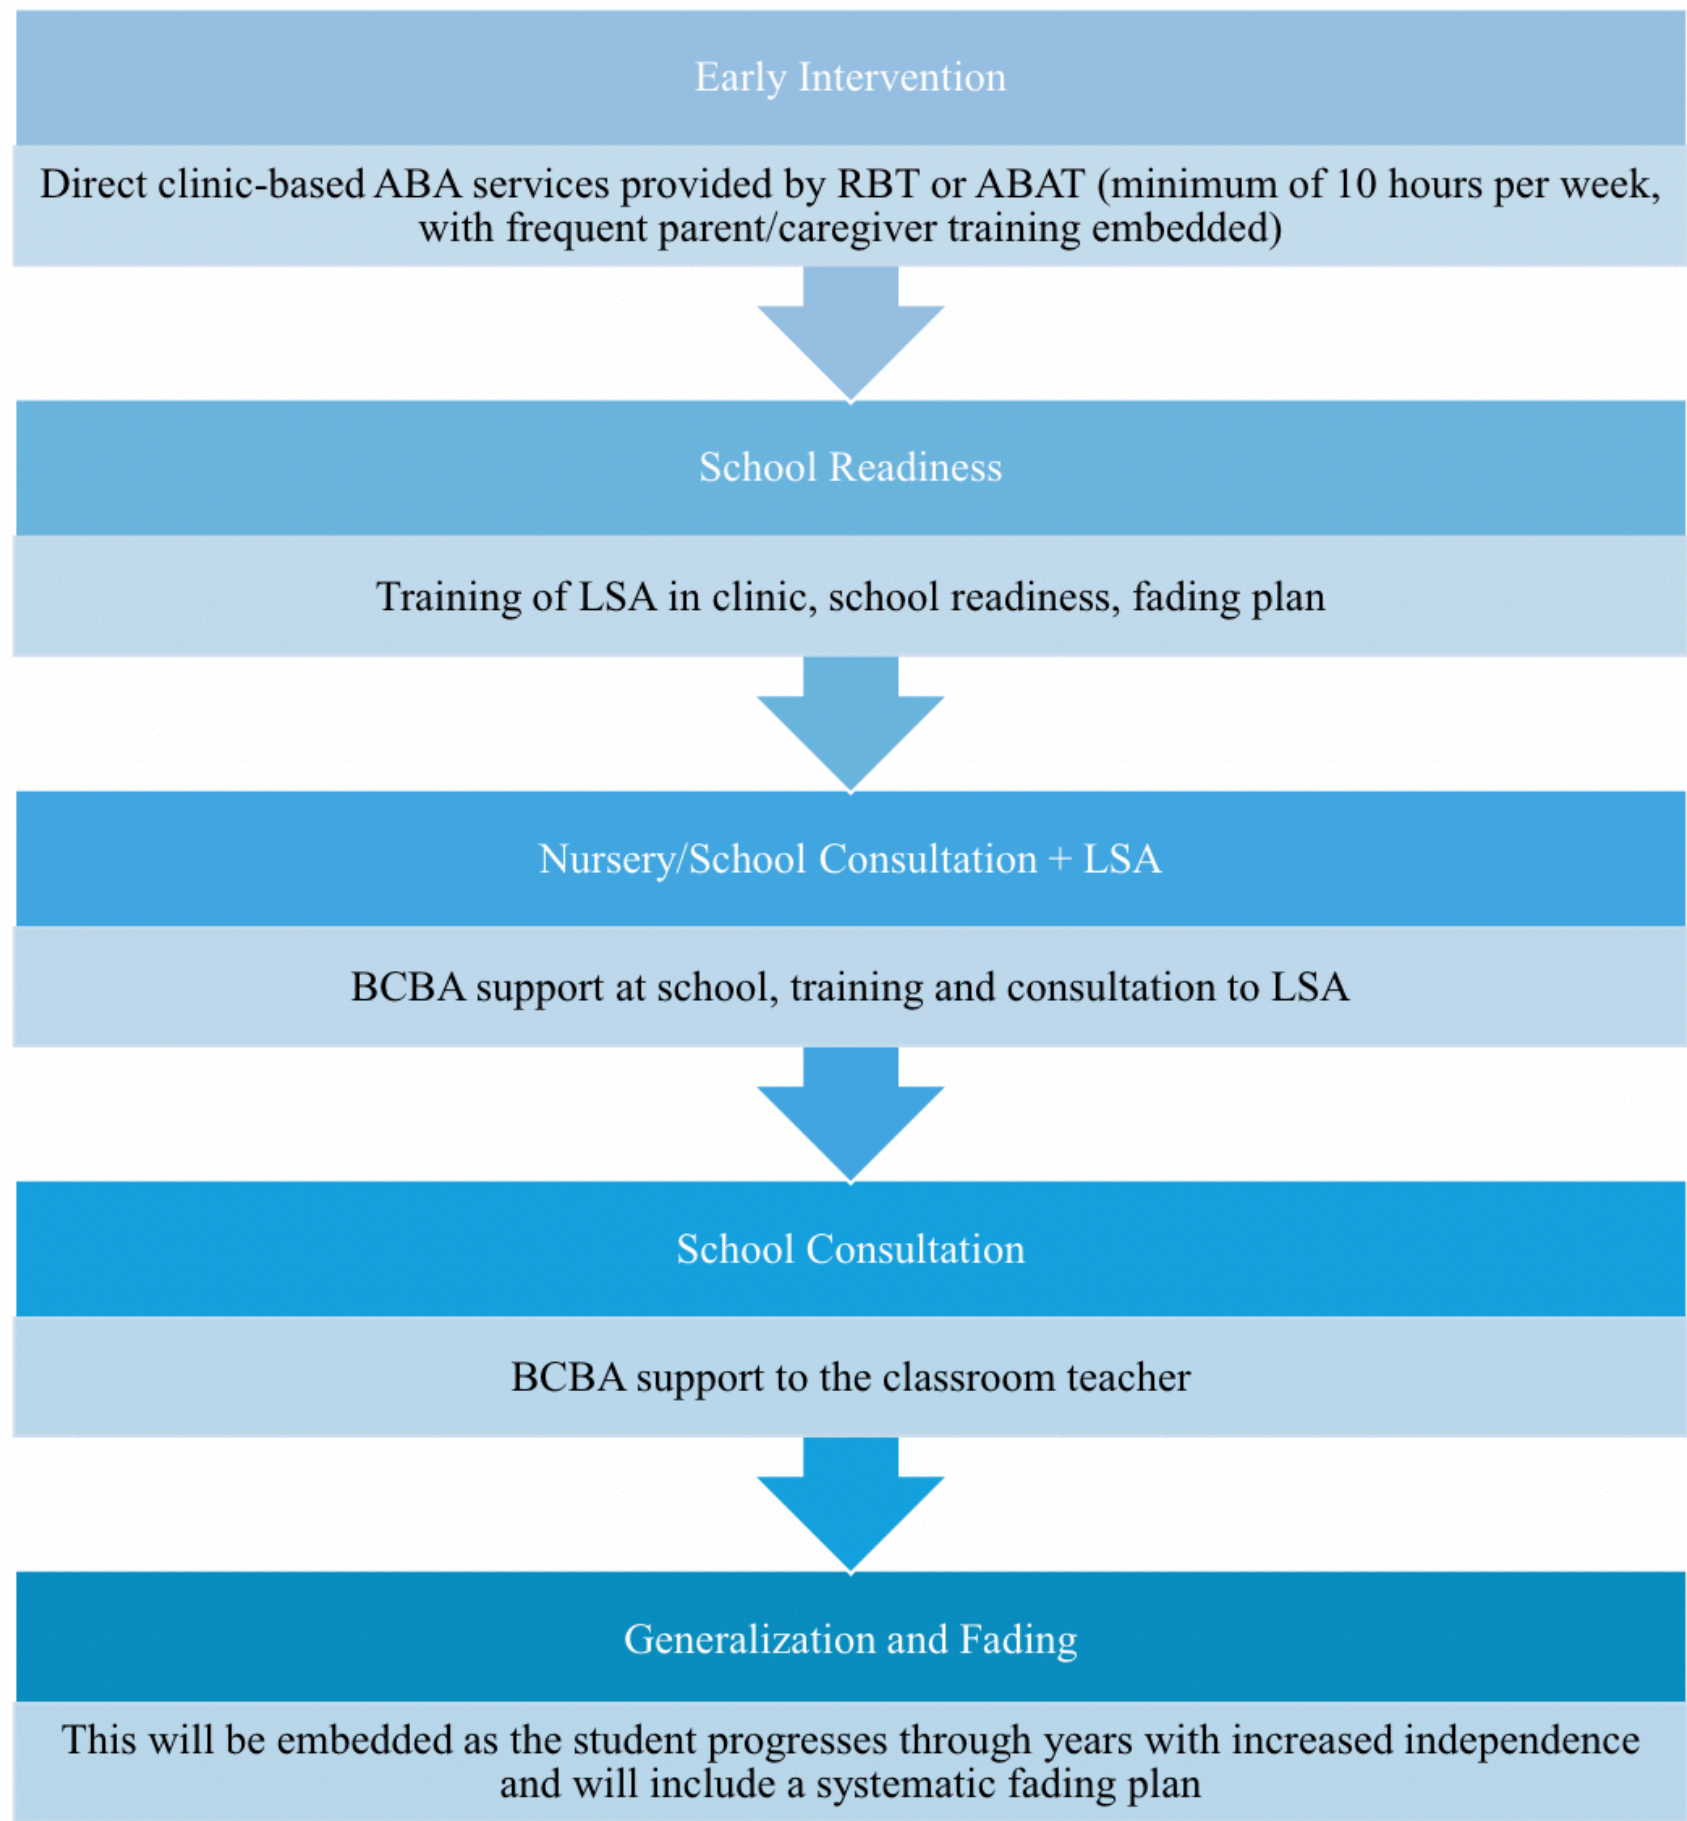 Early Intervention
Direct clinic-based ABA services provided by RBT or ABAT (minimum of 10 hours per week,
with frequent parent/caregiver training embedded)
School Readiness
Training of LSA in clinic, school readiness, fading plan
Nursery/School Consultation + LSA
BCBA support at school, training and consultation to LSA
School Consultation
BCBA support to the classroom teacher
Generalization and Fading
This will be embedded as the student progresses through years with increased independence
and will include a systematic fading plan